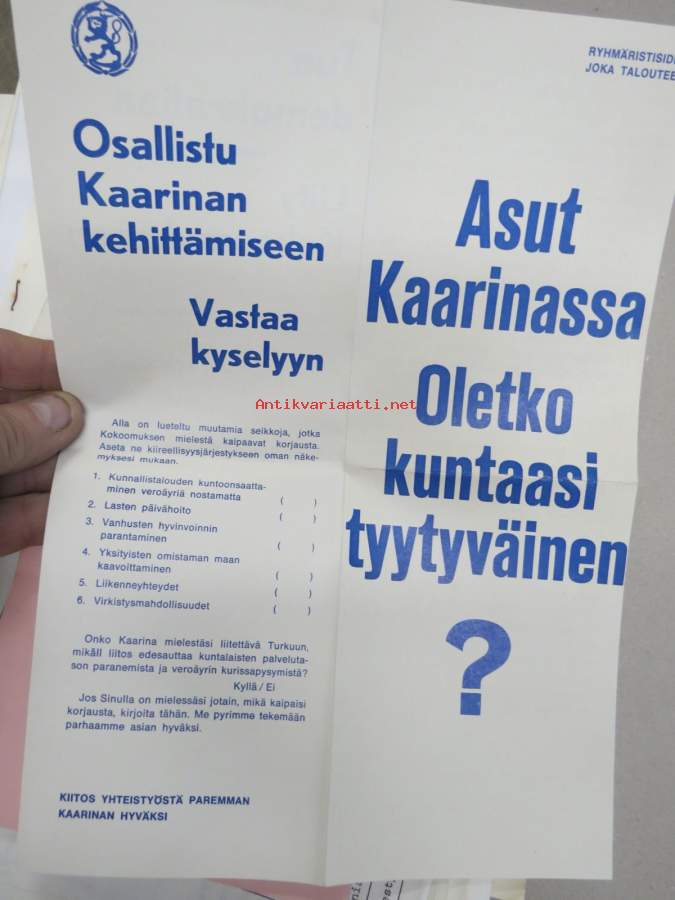 Osallistu
Kaarinan
kehittämiseen
Vastaa
kyselyyn
Alla on lueteltu muutamia seikkoja, jotka
Kokoomuksen mielestä kaipaavat korjausta.
Aseta ne kiireellisyysjärjestykseen oman näke-
myksesi mukaan.
1. Kunnallistalouden kuntoonsaatta-
minen veroäyriä nostamatta ( )
2. Lasten päivähoito ( )
3. Vanhusten hyvinvoinnin
parantaminen ( )
4. Yksityisten omistaman maan
kaavoittaminen ( )
5. Liikenneyhteydet ( )
6. Virkistysmahdollisuudet ( )
Onko Kaarina mielestäsi liitettävä Turkuun,
mikäli liitos edesauttaa kuntalaisten palveluta-
son paranemista ja veroäyrin kurissapysymistä?
Kyllä / Ei
Jos Sinulla on mielessäsi jotain, mikä kaipaisi
korjausta, kirjoita tähän. Me pyrimme tekemään
parhaamme asian hyväksi.
KIITOS YHTEISTYÖSTÄ PAREMMAN
KAARINAN HYVÄKSI
RYHMÄRISTISIDE
JOKA TALOUTEE
Asut
Kaarinassa
Oletko
kuntaasi
tyytyväinen
?
Antikvariaatti.net